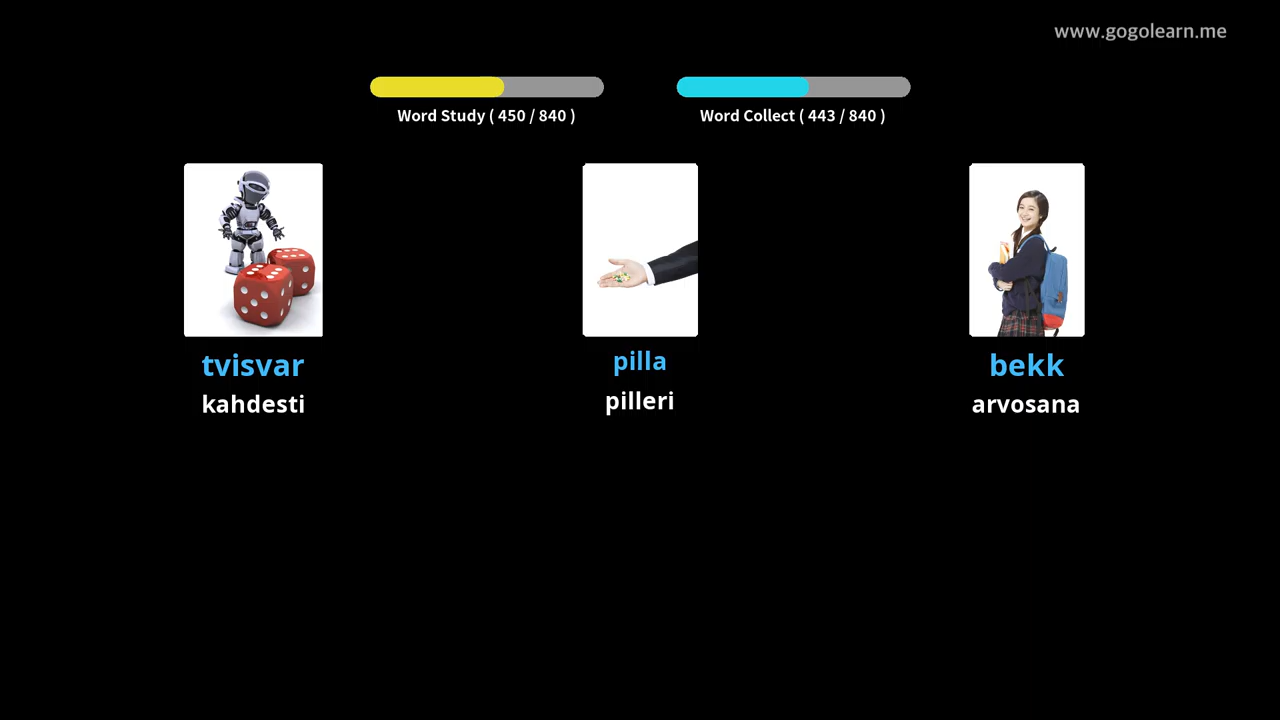 www.gogolearn.me
Word Study ( 450 / 840 )
Word Collect ( 443 / 840 )
tvisvar
kahdesti
pilla
pilleri
bekk
arvosana